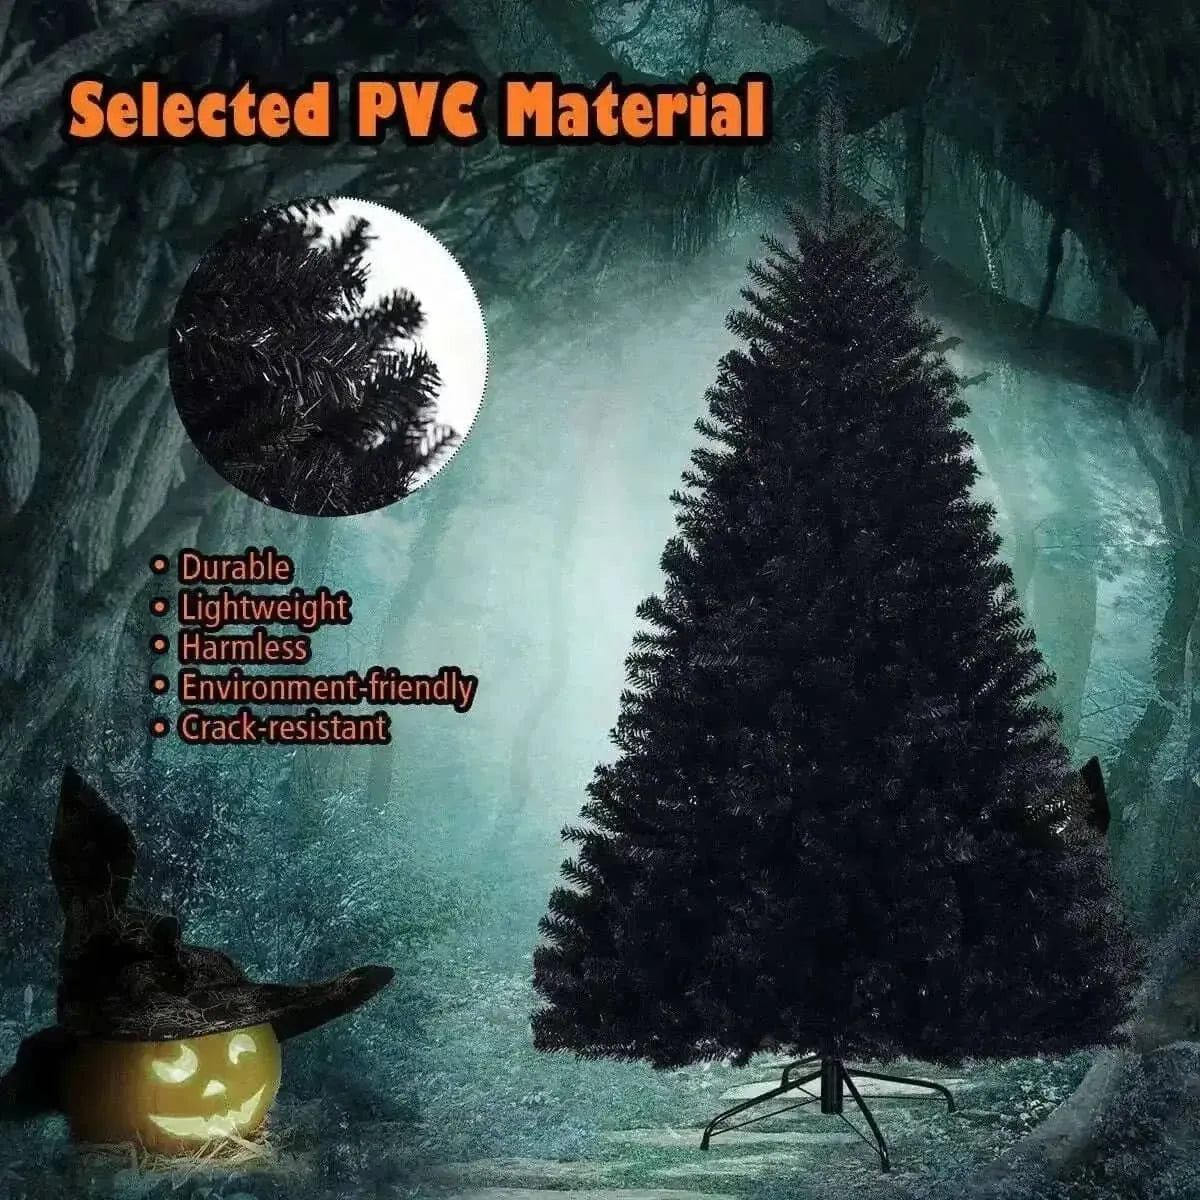 Selected PVC Material
• Durable
• Lightweight
• Harmless
• Environment-friendly
• Crack-resistant